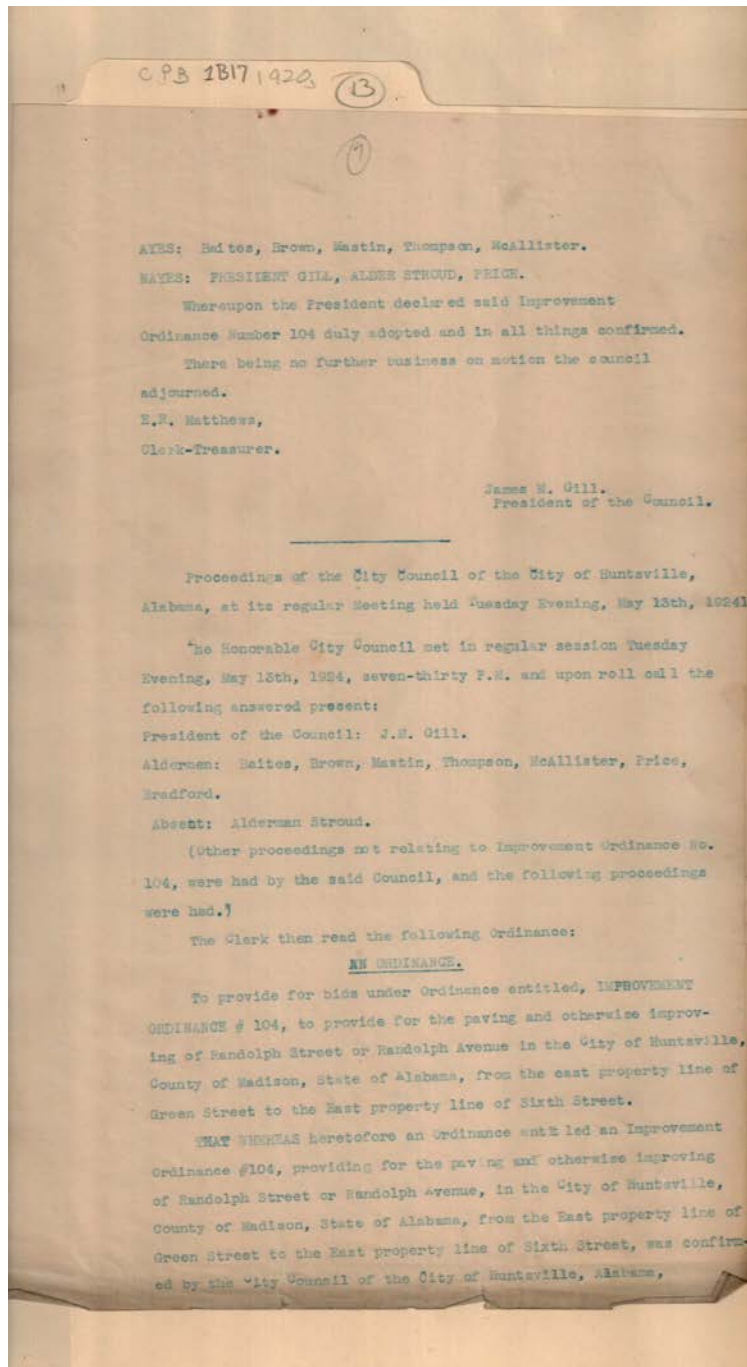 CPB 1B17 1920s 13
9
AYES: Baites, Brown, Mastin, Thompson, McAllister.
NAYES: PRESIDENT GILL, ALDER STROUD, PRICE.
Whereupon the President declared said Improvement
Ordinance Number 104 duly adopted and in all things confirmed.
There being no further business on motion the council
adjourned.
Matthews,
Clerk-Treasurer.
James M. Gill.
President of the Council.
Proceedings of the City Council of the City of Huntsville,
Alabama, at its regular Meeting held Tuesday Evening, May 13th, 1924
The Honorable City Council met in regular session Tuesday
Evening, May 13th, 1924, seven-thirty P.M. and upon roll call the
following answered present:
President of the Council: J.M. Gill.
Aldermen: Baites, Brown, Mastin, Thompson, McAllister, Price,
Bradford.
Absent: Alderman Stroud.
(Other proceedings not relating to Improvement Ordinance No.
104, were had by the said Council, and the following proceedings
were had.)
The Clerk then read the following Ordinance:
AN ORDINANCE.
To provide for bids under Ordinance entitled, IMPROVEMENT
ORDINANCE # 104, to provide for the paving and otherwise improv-
ing of Randolph Street or Randolph Avenue in the City of Huntsville,
County of Madison, State of Alabama, from the east property line of
Green Street to the East property line of Sixth Street.
THAT WHEREAS heretofore an Ordinance entitled an Improvement
Ordinance #104, providing for the paving and otherwise improving
of Randolph Street or Randolph Avenue, in the City of Huntsville,
County of Madison, State of Alabama, from the East property line of
Green Street to the East property line of Sixth Street, was confirm-
ed by the City Council of the City of Huntsville, Alabama,